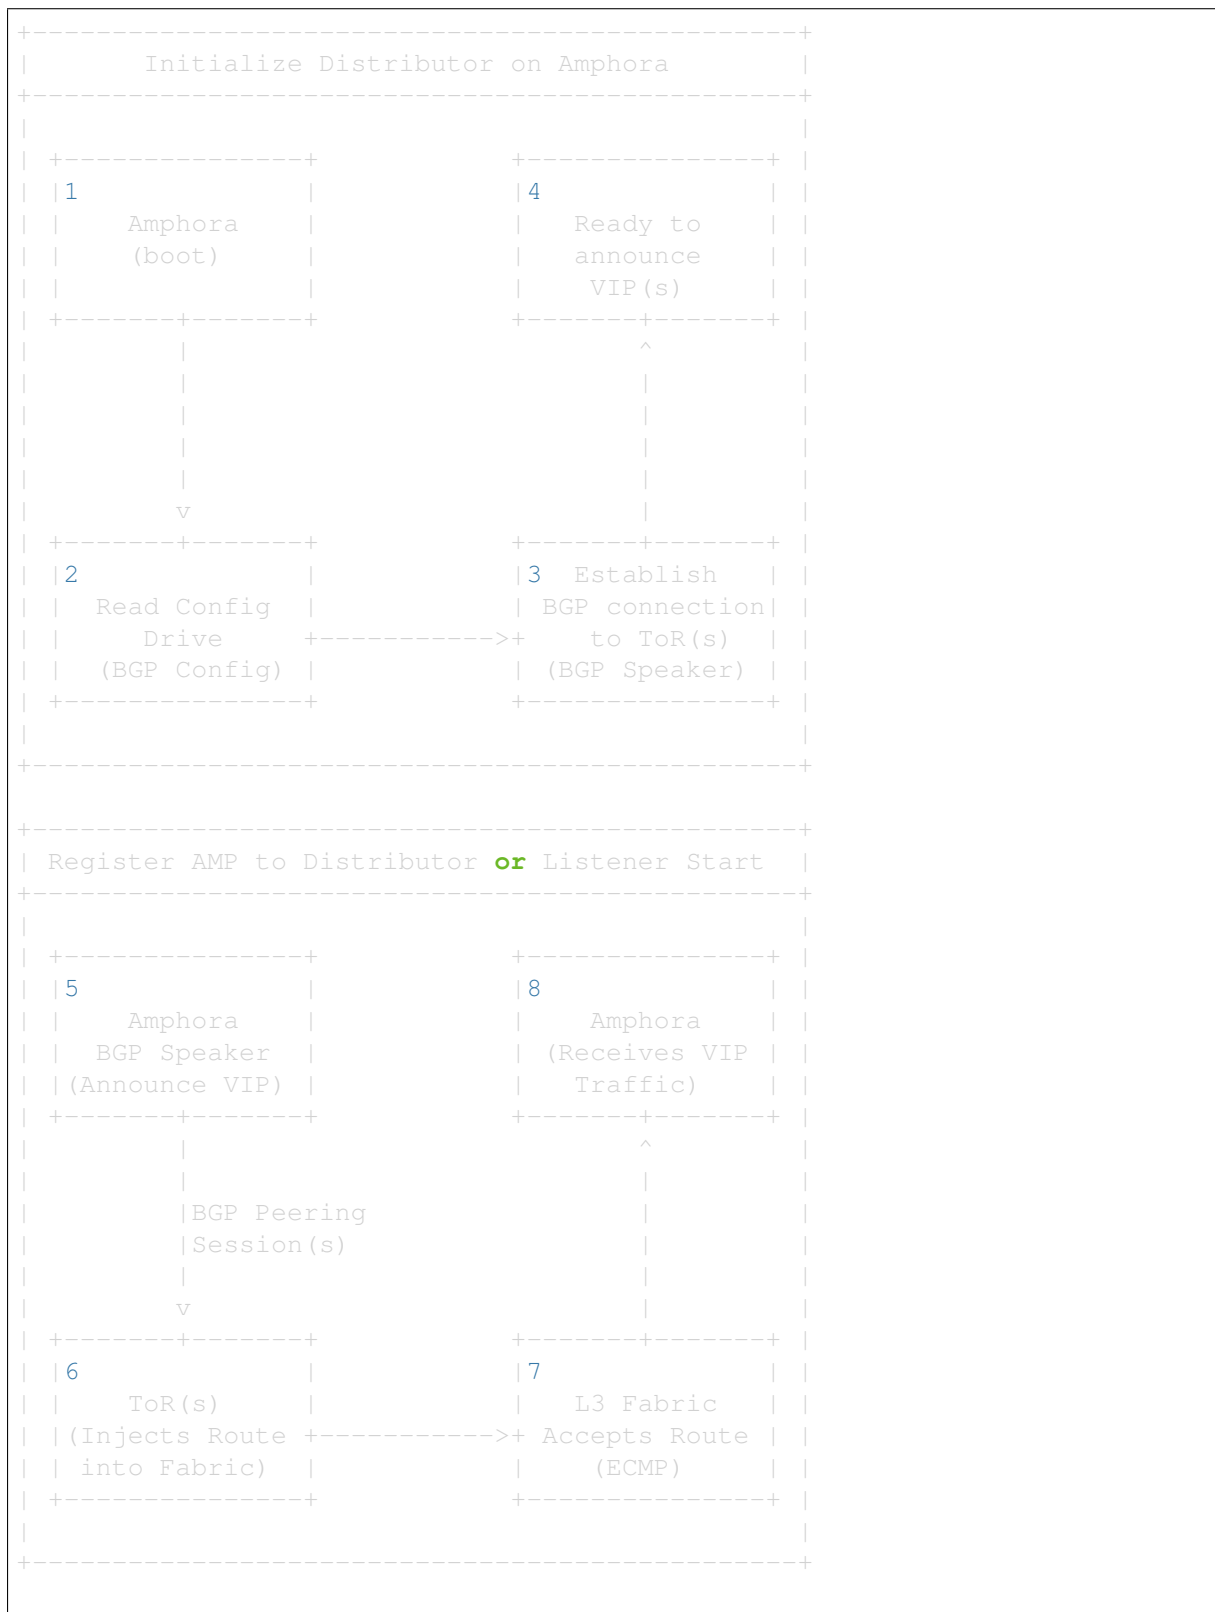 +------------------------------------------------+
|       Initialize Distributor on Amphora        |
+------------------------------------------------+
|                                                |
| +---------------+            +---------------+ |
| |1              |            |4              | |
| |    Amphora    |            |   Ready to    | |
| |    (boot)     |            |   announce    | |
| |               |            |    VIP(s)     | |
| +-------+-------+            +-------+-------+ |
|         |                            ^         |
|         |                            |         |
|         |                            |         |
|         |                            |         |
|         |                            |         |
|         v                            |         |
| +-------+-------+            +-------+-------+ |
| |2              |            |3  Establish   | |
| |  Read Config  |            | BGP connection| |
| |     Drive     +----------->+    to ToR(s)  | |
| |  (BGP Config) |            | (BGP Speaker) | |
| +---------------+            +---------------+ |
|                                                |
+------------------------------------------------+

+------------------------------------------------+
| Register AMP to Distributor or Listener Start  |
+------------------------------------------------+
|                                                |
| +---------------+            +---------------+ |
| |5              |            |8              | |
| |    Amphora    |            |    Amphora    | |
| |  BGP Speaker  |            | (Receives VIP | |
| |(Announce VIP) |            |   Traffic)    | |
| +-------+-------+            +-------+-------+ |
|         |                            ^         |
|         |                            |         |
|         |BGP Peering                 |         |
|         |Session(s)                  |         |
|         |                            |         |
|         v                            |         |
| +-------+-------+            +-------+-------+ |
| |6              |            |7              | |
| |    ToR(s)     |            |   L3 Fabric   | |
| |(Injects Route +----------->+ Accepts Route | |
| | into Fabric)  |            |    (ECMP)     | |
| +---------------+            +---------------+ |
|                                                |
+------------------------------------------------+